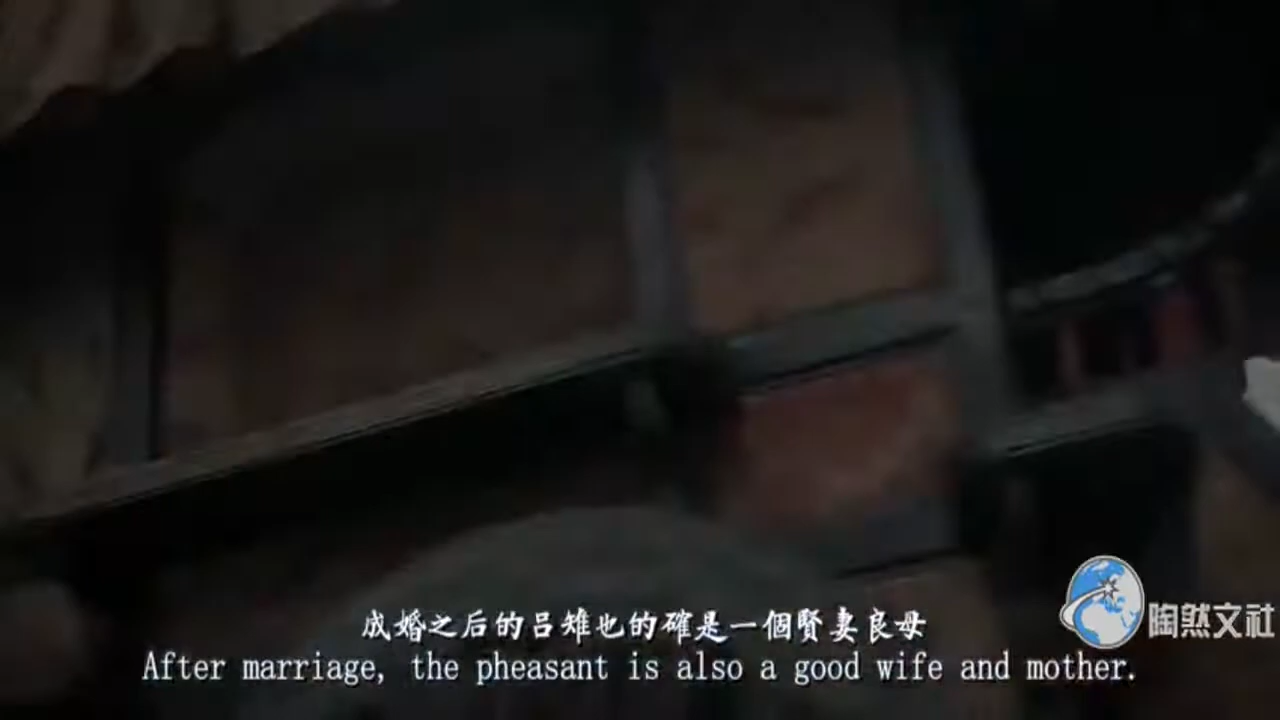 成婚之后的吕雉也的確是一個賢妻良母
After marriage, the pheasant is also a good wife and mother.
陶然文社